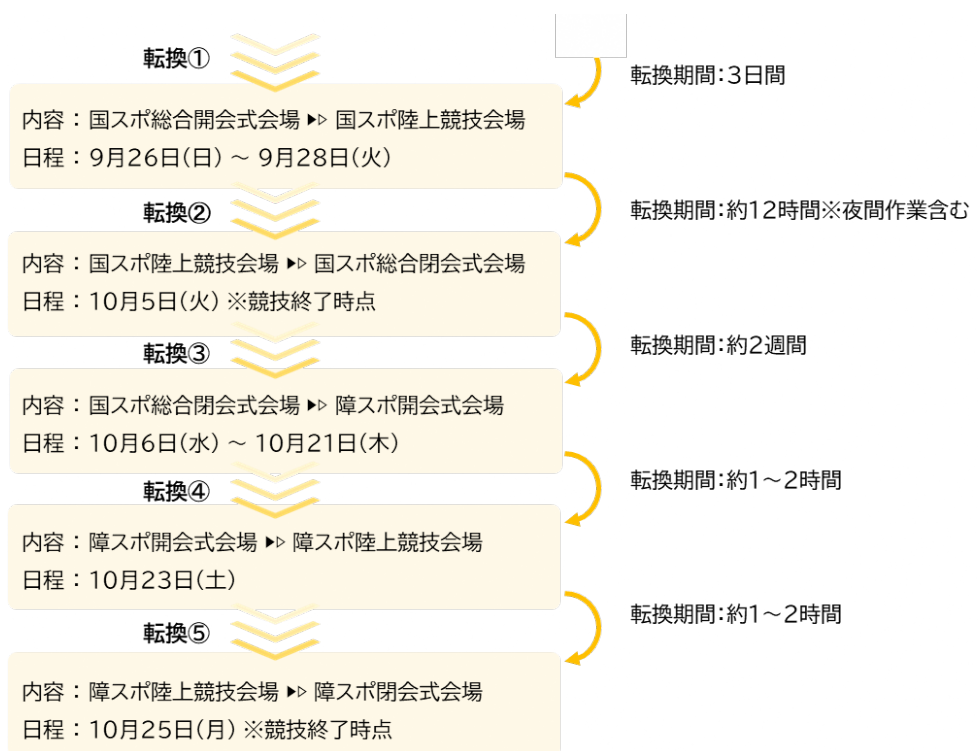 転換①
転換期間：3日間
内容：国スポ総合開会式会場 ▶▷ 国スポ陸上競技会場
日程：9月26日(日) ～ 9月28日(火)
転換②
転換期間：約12時間※夜間作業含む
内容：国スポ陸上競技会場 ▶▷ 国スポ総合閉会式会場
日程：10月5日(火) ※競技終了時点
転換③
転換期間：約2週間
内容：国スポ総合閉会式会場 ▶▷ 障スポ開会式会場
日程：10月6日(水) ～ 10月21日(木)
転換④
転換期間：約1～2時間
内容：障スポ開会式会場 ▶▷ 障スポ陸上競技会場
日程：10月23日(土)
転換⑤
転換期間：約1～2時間
内容：障スポ陸上競技会場 ▶▷ 障スポ閉会式会場
日程：10月25日(月) ※競技終了時点